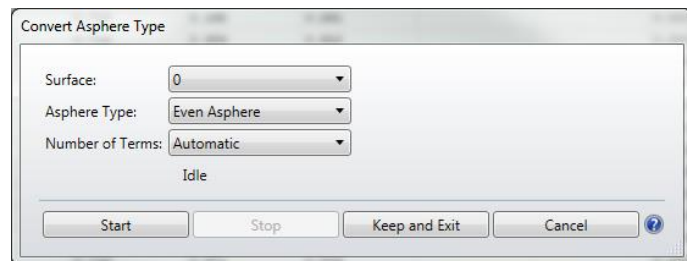 Convert Asphere Type
Surface: 0
Asphere Type: Even Asphere
Number of Terms: Automatic
Idle
Start Stop Keep and Exit Cancel